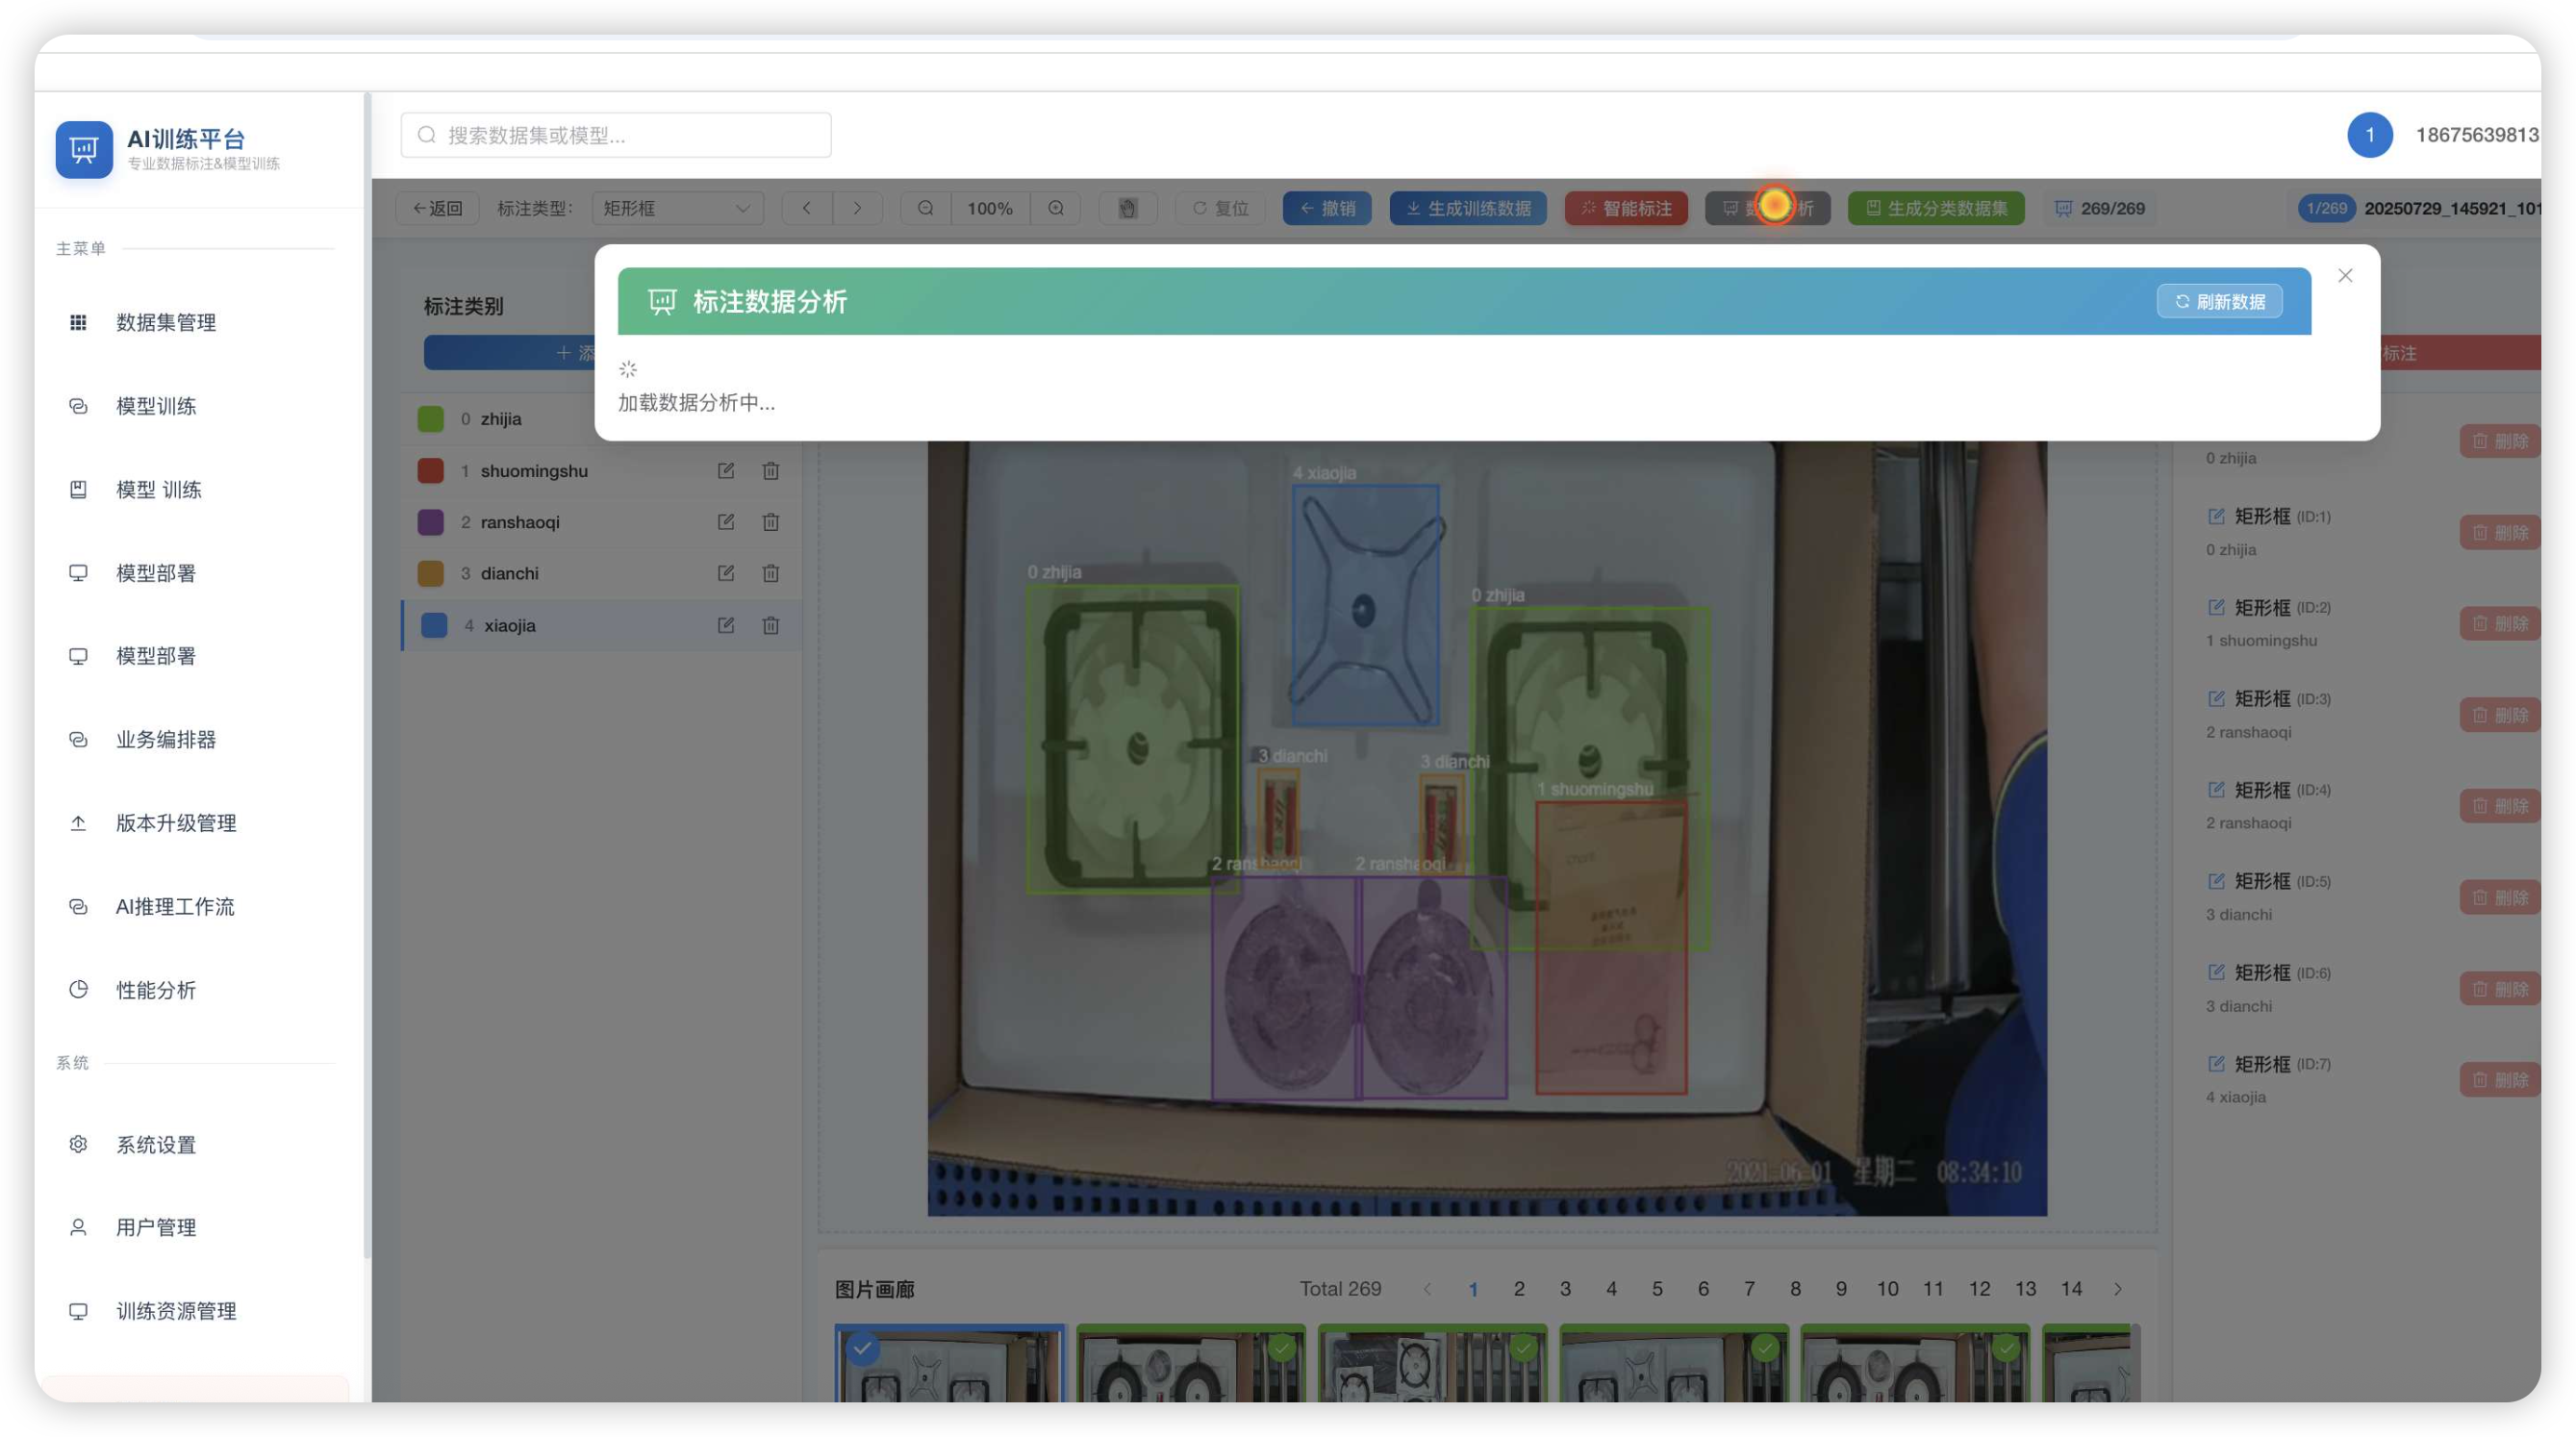 AI训练平台
专业数据标注&模型训练
搜索数据集或模型...
1
18675639813
主菜单
数据集管理
模型训练
模型 训练
模型部署
模型部署
业务编排器
版本升级管理
AI推理工作流
性能分析
系统
系统设置
用户管理
训练资源管理
返回
标注类型:
矩形框
100%
复位
撤销
生成训练数据
智能标注
析
生成分类数据集
269/269
1/269
20250729_145921_101
标注数据分析
刷新数据
加载数据分析中...
标注类别
添
0 zhijia
1 shuomingshu
2 ranshaoqi
3 dianchi
4 xiaojia
4 xiaojia
0 zhijia
0 zhijia
3 dianchi
3 dianchi
1 shuomingshu
2 ranshaoqi
2 ranshaoqi
2021-06-01 星期二 08:34:10
标注
删除
0 zhijia
矩形框 (ID:1)
删除
0 zhijia
矩形框 (ID:2)
删除
1 shuomingshu
矩形框 (ID:3)
删除
2 ranshaoqi
矩形框 (ID:4)
删除
2 ranshaoqi
矩形框 (ID:5)
删除
3 dianchi
矩形框 (ID:6)
删除
3 dianchi
矩形框 (ID:7)
删除
4 xiaojia
图片画廊
Total 269
1 2 3 4 5 6 7 8 9 10 11 12 13 14